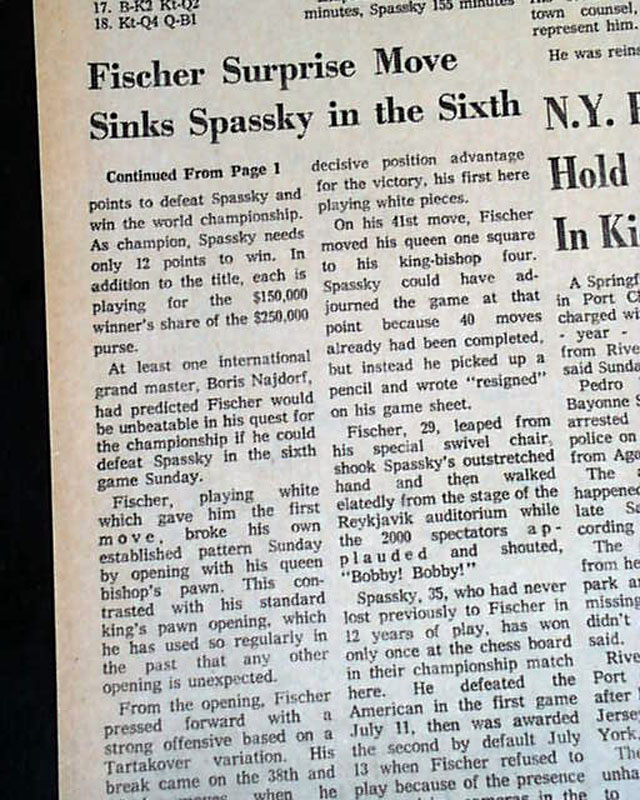 17. B-K2 Kt-Q2
18. Kt-Q4 Q-B1
minutes, Spassky 155 minutes
Fischer Surprise Move
Sinks Spassky in the Sixth
Continued From Page 1
points to defeat Spassky and
win the world championship.
As champion, Spassky needs
only 12 points to win. In
addition to the title, each is
playing for the $150,000
winner's share of the $250,000
purse.
At least one international
grand master, Boris Najdorf,
had predicted Fischer would
be unbeatable in his quest for
the championship if he could
defeat Spassky in the sixth
game Sunday.
Fischer, playing white
which gave him the first
move, broke his own
established pattern Sunday
by opening with his queen
bishop's pawn. This con-
trasted with his standard
king's pawn opening, which
he has used so regularly in
the past that any other
opening is unexpected.
From the opening, Fischer
pressed forward with a
strong offensive based on a
Tartakover variation. His
break came on the 38th and
moves when he
decisive position advantage
for the victory, his first here
playing white pieces.
On his 41st move, Fischer
moved his queen one square
to his king-bishop four.
Spassky could have ad-
journed the game at that
point because 40 moves
already had been completed,
but instead he picked up a
pencil and wrote "resigned"
on his game sheet.
Fischer, 29, leaped from
his special swivel chair,
shook Spassky's outstretched
hand and then walked
elatedly from the stage of the
Reykjavik auditorium while
the 2000 spectators ap-
plauded and shouted,
"Bobby! Bobby!"
Spassky, 35, who had never
lost previously to Fischer in
12 years of play, has won
only once at the chess board
in their championship match
here. He defeated the
American in the first game
July 11, then was awarded
the second by default July
13 when Fischer refused to
play because of the presence
in the
town counsel,
represent him.
He was reins
N.Y.
Hold
In Ki
A Springf
in Port C
charged wi
- year -
from Rive
said Sunda
Pedro
Bayonne S
arrested
police on
from Aga
The
happened
late Sa
cording
The
from he
park a
missing
didn't
said.
Rive
Port
after
Jerse
York,
The
unha
to